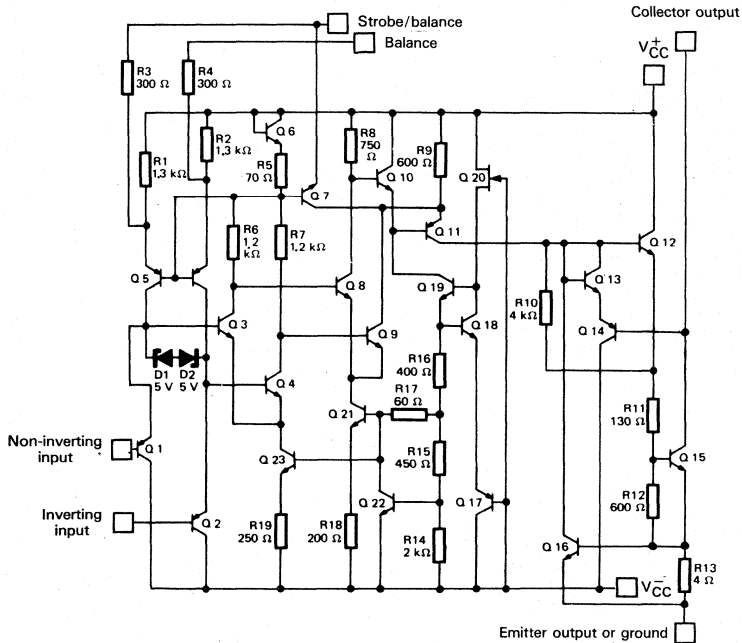 Collector output
Strobe/balance
Balance
V+CC
R3
300 Ω
R4
300 Ω
R2
1,3 kΩ
R1
1,3 kΩ
Q 6
R5
70 Ω
R8
750
Ω
R9
600 Ω
Q 10
Q 20
Q 7
Q 11
Q 12
R6
1,2
kΩ
R7
1,2 kΩ
Q 5
Q 8
Q 19
Q 13
R10
4 kΩ
Q 3
Q 9
Q 18
Q 14
D1
5 V
D2
5 V
R16
400 Ω
Q 4
R17
60 Ω
Q 21
R11
130 Ω
Non-inverting
input
Q 1
Q 23
R15
450 Ω
Q 15
Inverting
input
Q 2
Q 22
R12
600 Ω
R19
250 Ω
R18
200 Ω
R14
2 kΩ
Q 17
Q 16
R13
4 Ω
V-CC
Emitter output or ground